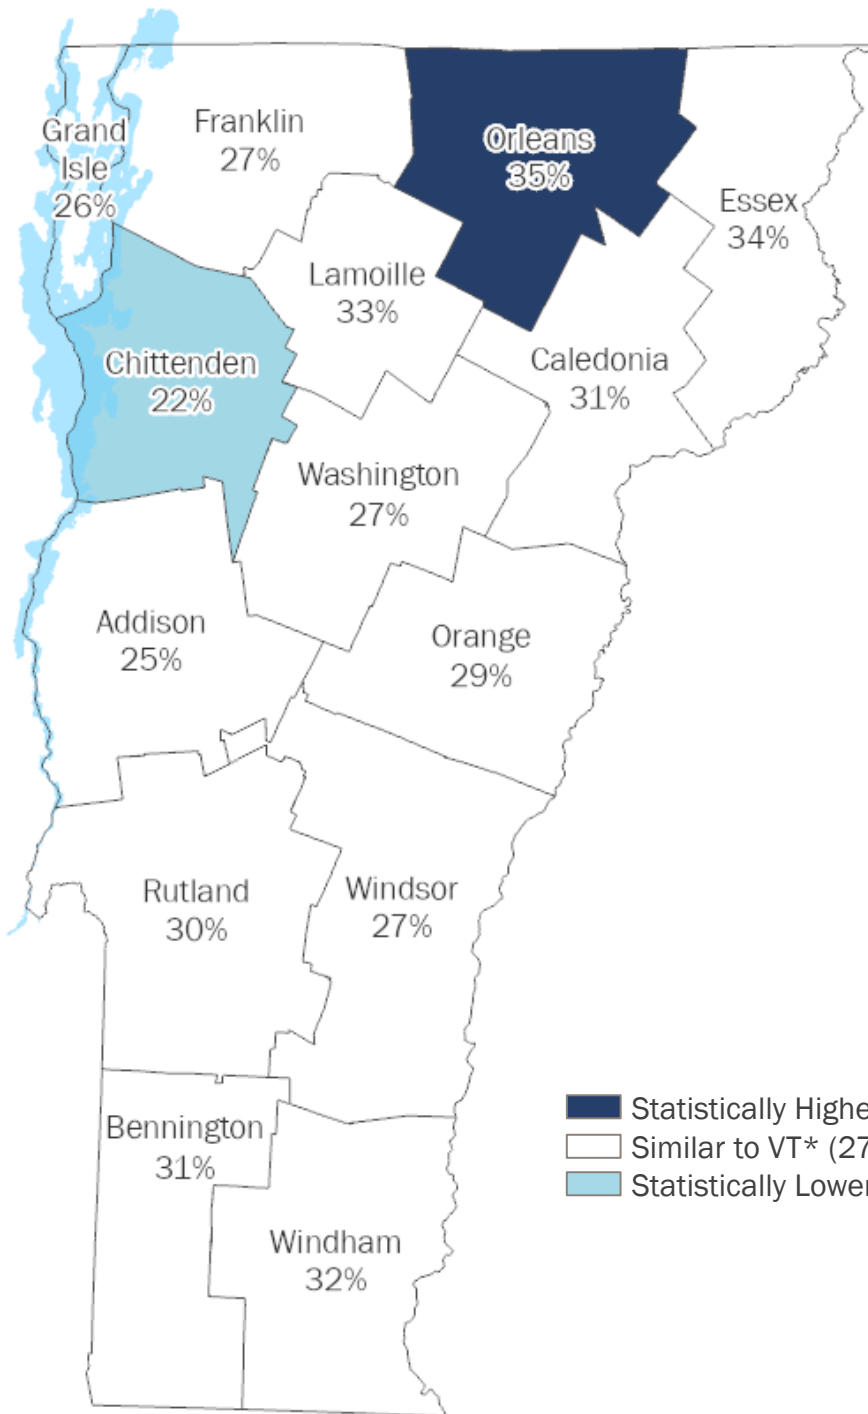 Grand
Isle
26%
Franklin
27%
Orleans
35%
Essex
34%
Lamoille
33%
Chittenden
22%
Caledonia
31%
Washington
27%
Addison
25%
Orange
29%
Rutland
30%
Windsor
27%
Bennington
31%
Windham
32%
Statistically Highe
Similar to VT* (27
Statistically Lower